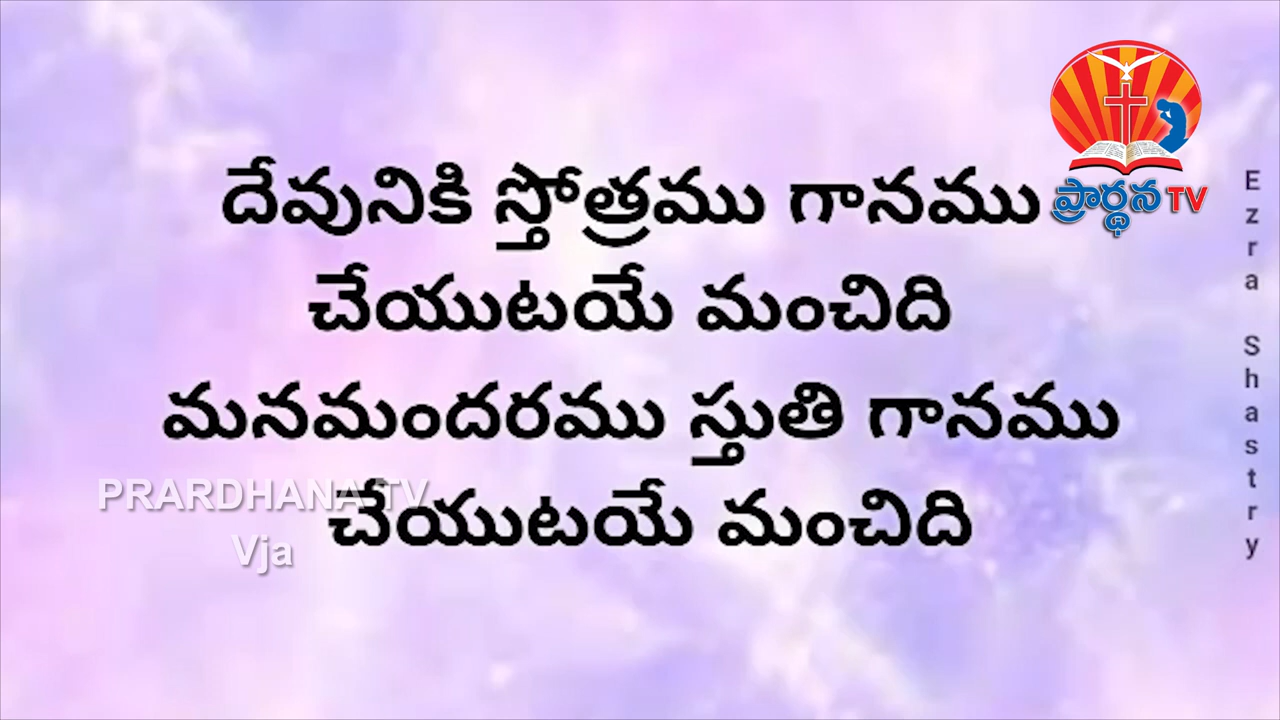 దేవునికి స్తోత్రము గానము
చేయుటయే మంచిది
మనమందరము స్తుతి గానము
చేయుటయే మంచిది
ప్రార్థన TV
PRARDHANA TV
Vja
Ezra Shastry